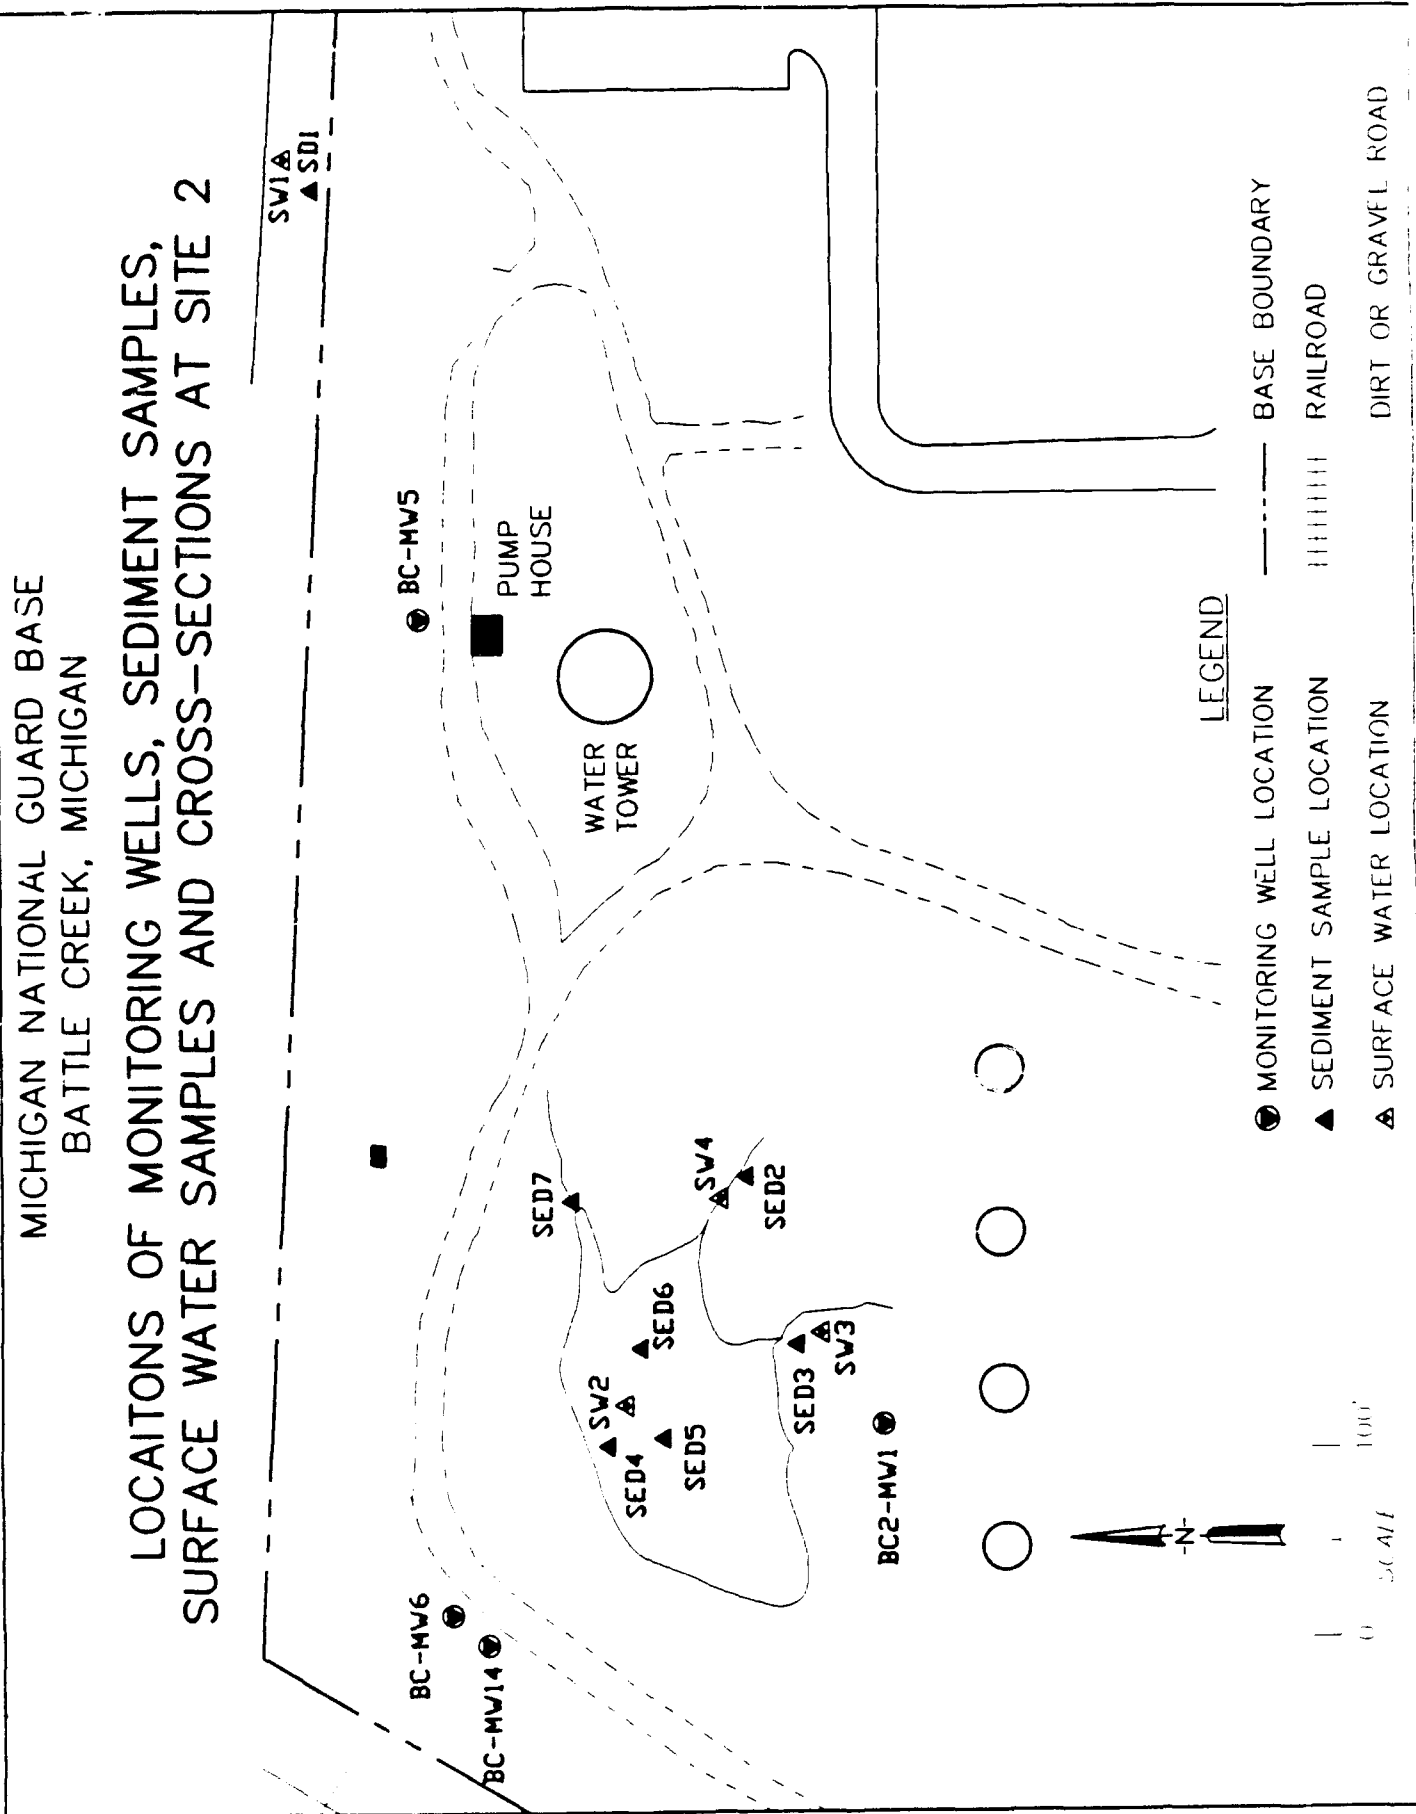 MICHIGAN NATIONAL GUARD BASE
BATTLE CREEK, MICHIGAN
LOCAITONS OF MONITORING WELLS, SEDIMENT SAMPLES,
SURFACE WATER SAMPLES AND CROSS-SECTIONS AT SITE 2
SW1
SD1
BC-MW5
PUMP
HOUSE
WATER
TOWER
BC-MW6
BC-MW14
SED7
SW4
SED2
SED6
SW2
SED4
SED5
SED3
SW3
BC2-MW1
N
LEGEND
MONITORING WELL LOCATION
SEDIMENT SAMPLE LOCATION
SURFACE WATER LOCATION
BASE BOUNDARY
RAILROAD
DIRT OR GRAVEL ROAD
0 100'
SCALE